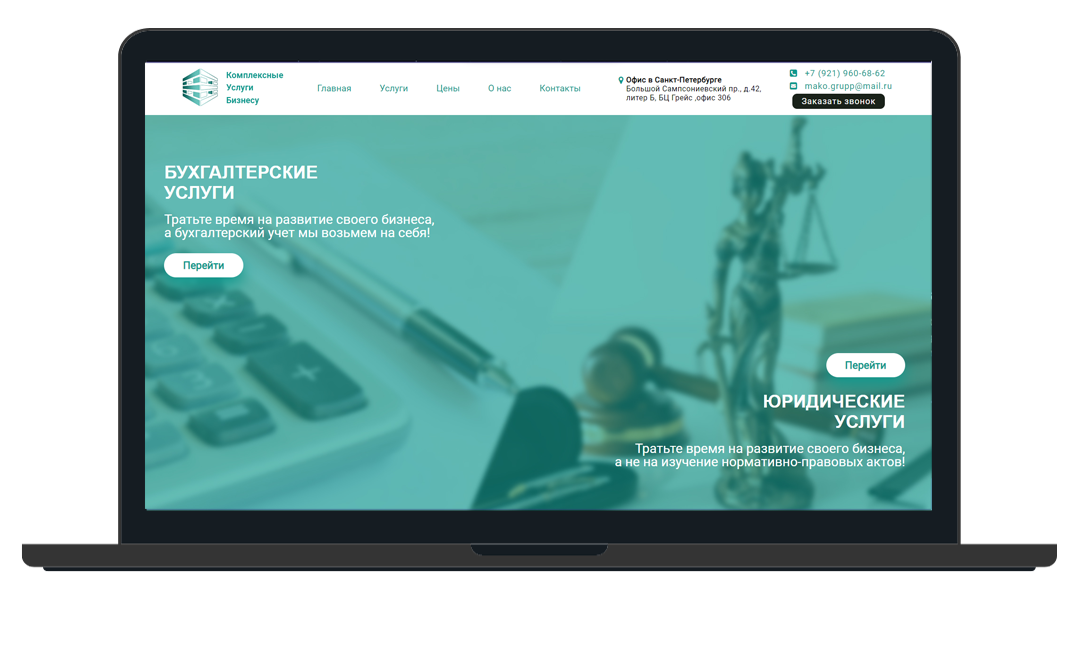 Комплексные
Услуги
Бизнесу
Главная
Услуги
Цены
О нас
Контакты
Офис в Санкт-Петербурге
Большой Сампсониевский пр., д.42,
литер Б, БЦ Грейс ,офис 306
+7 (921) 960-68-62
mako.grupp@mail.ru
Заказать звонок
БУХГАЛТЕРСКИЕ
УСЛУГИ
Тратьте время на развитие своего бизнеса,
а бухгалтерский учет мы возьмем на себя!
Перейти
Перейти
ЮРИДИЧЕСКИЕ
УСЛУГИ
Тратьте время на развитие своего бизнеса,
а не на изучение нормативно-правовых актов!